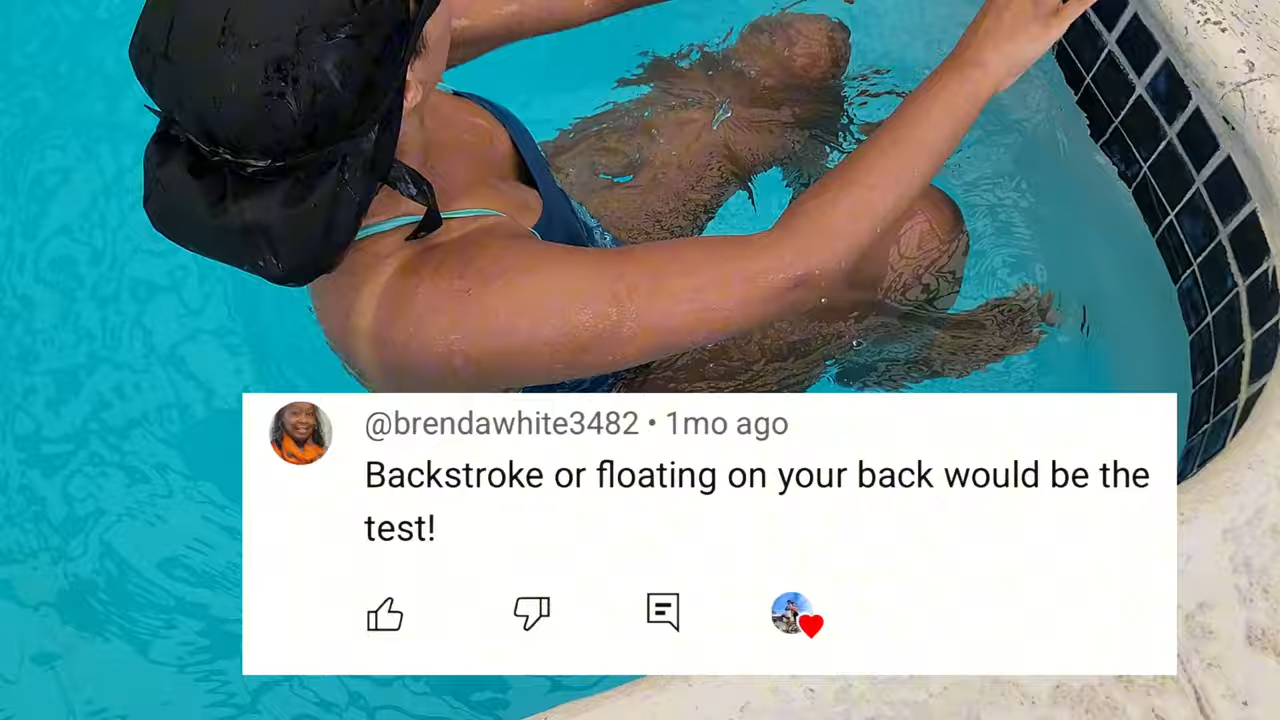 @brendawhite3482 • 1mo ago
Backstroke or floating on your back would be the
test!